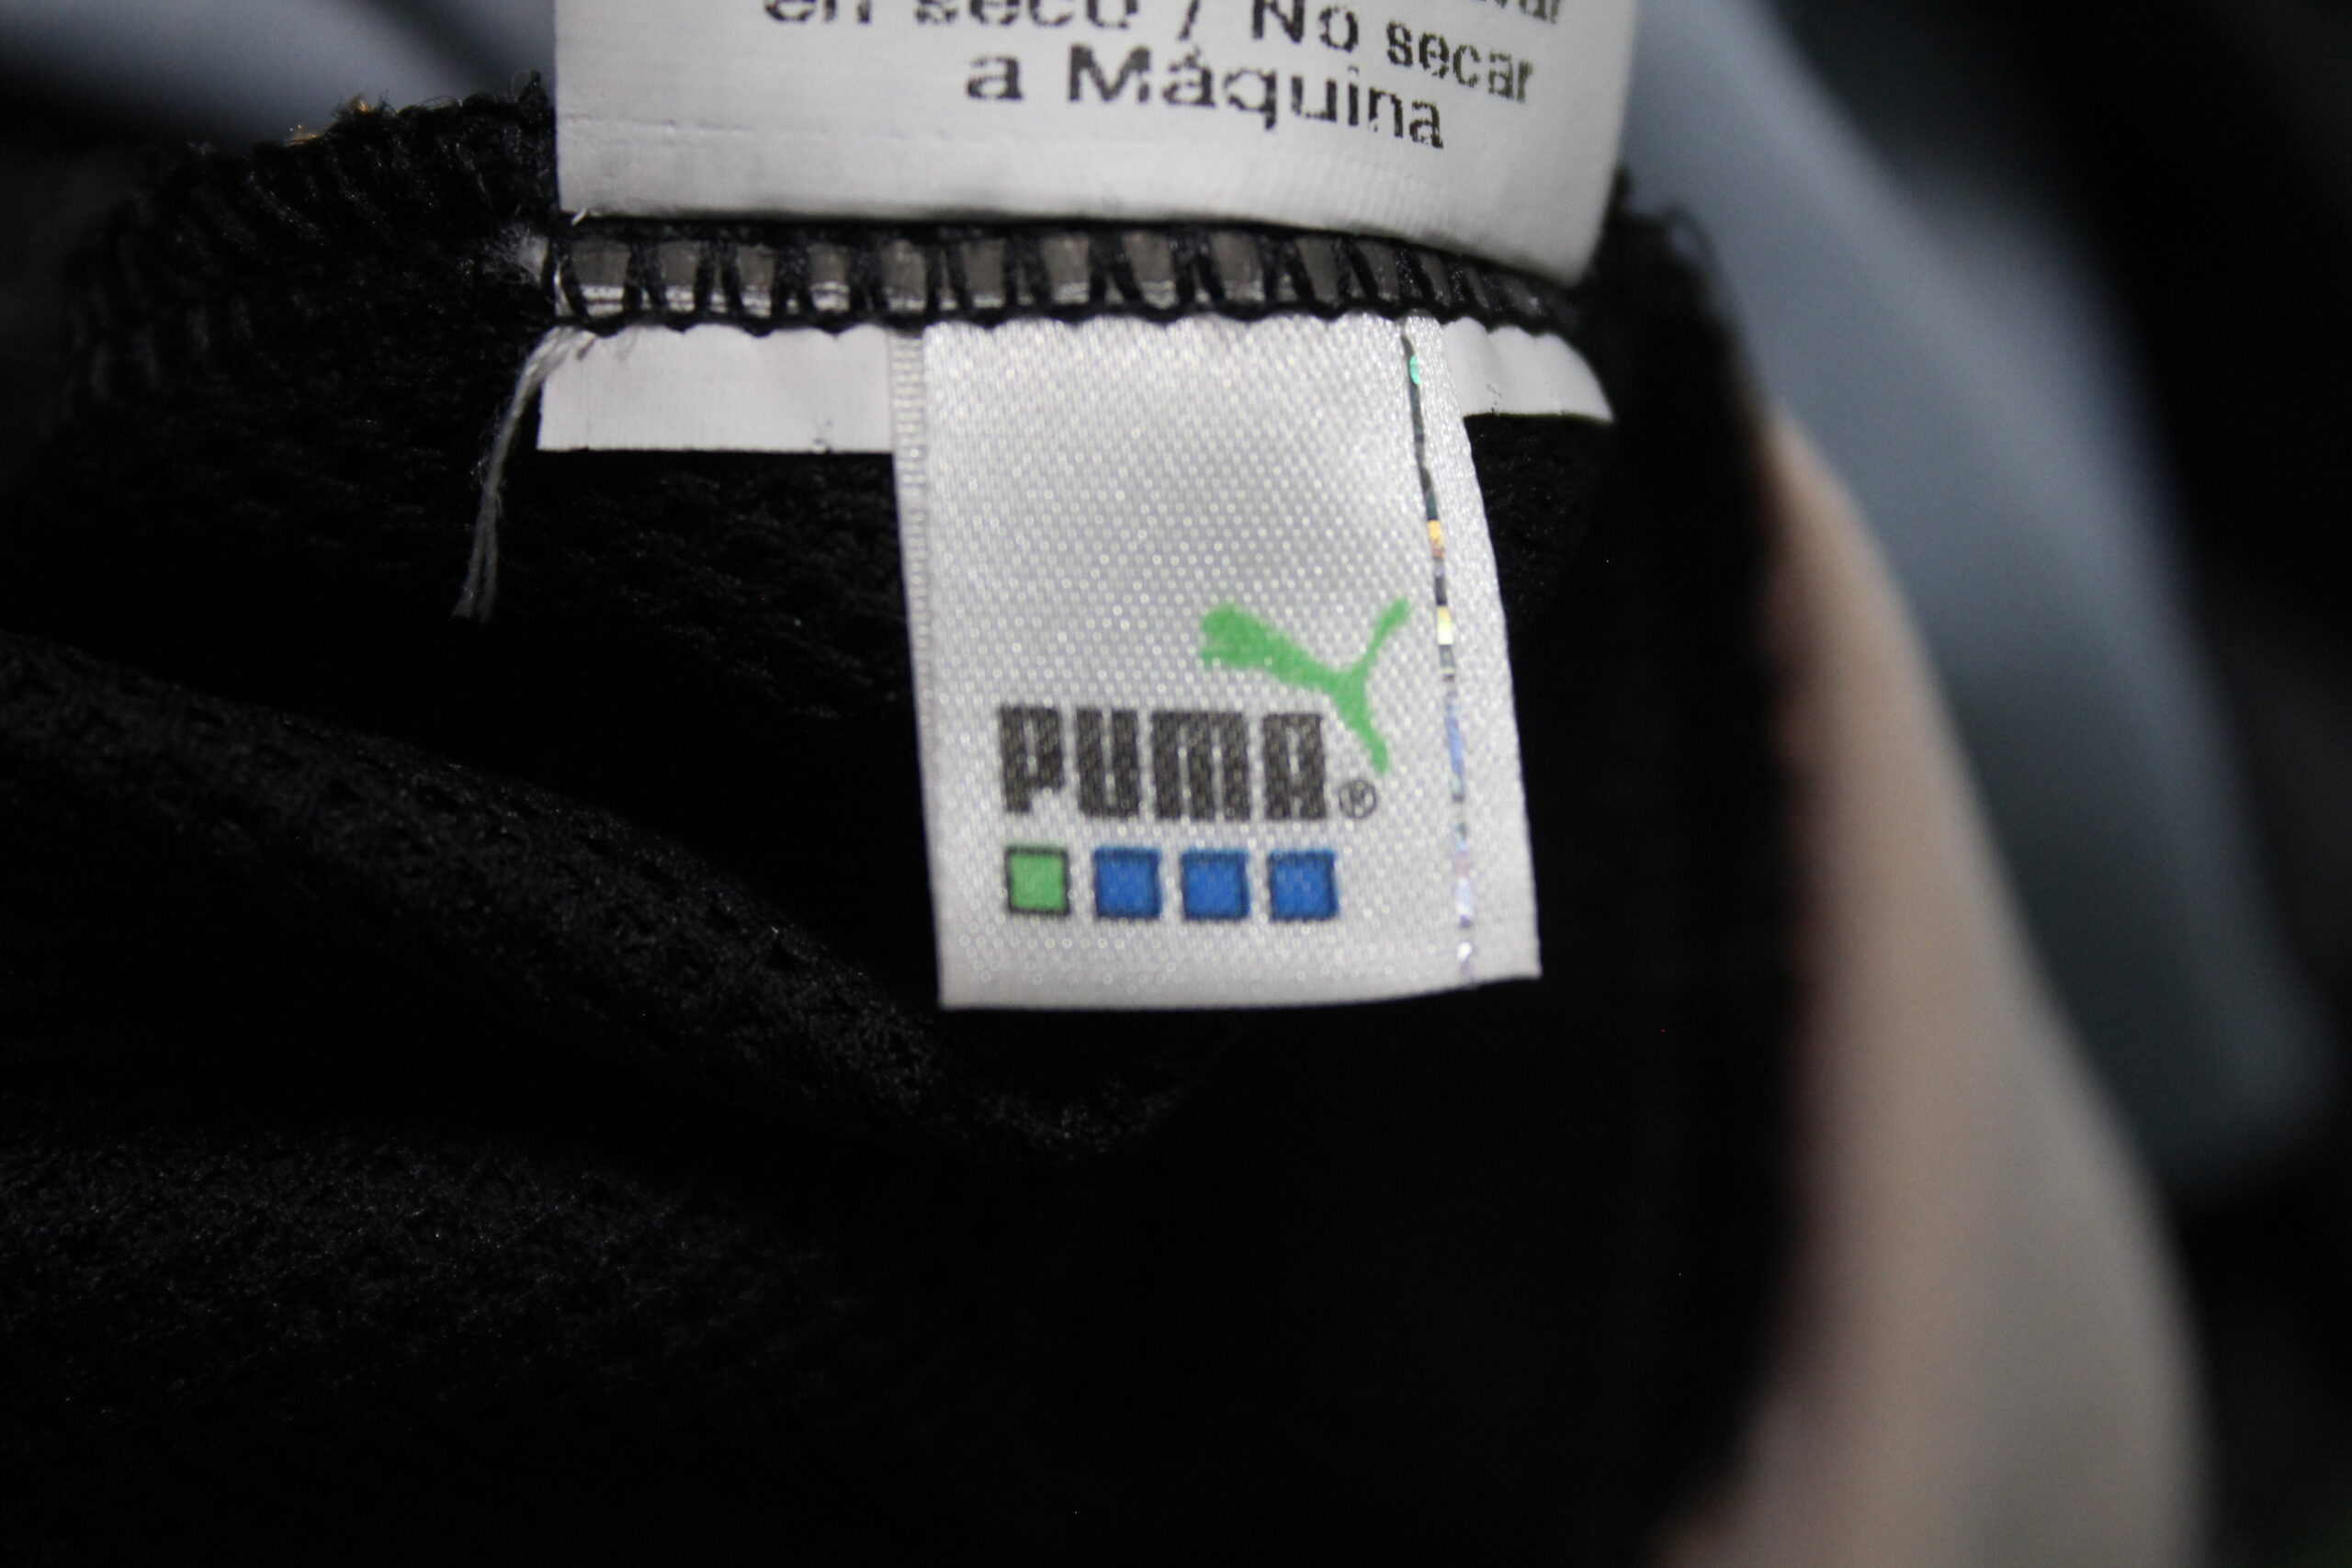 en seco / No secar
a Máquina
PUMA®